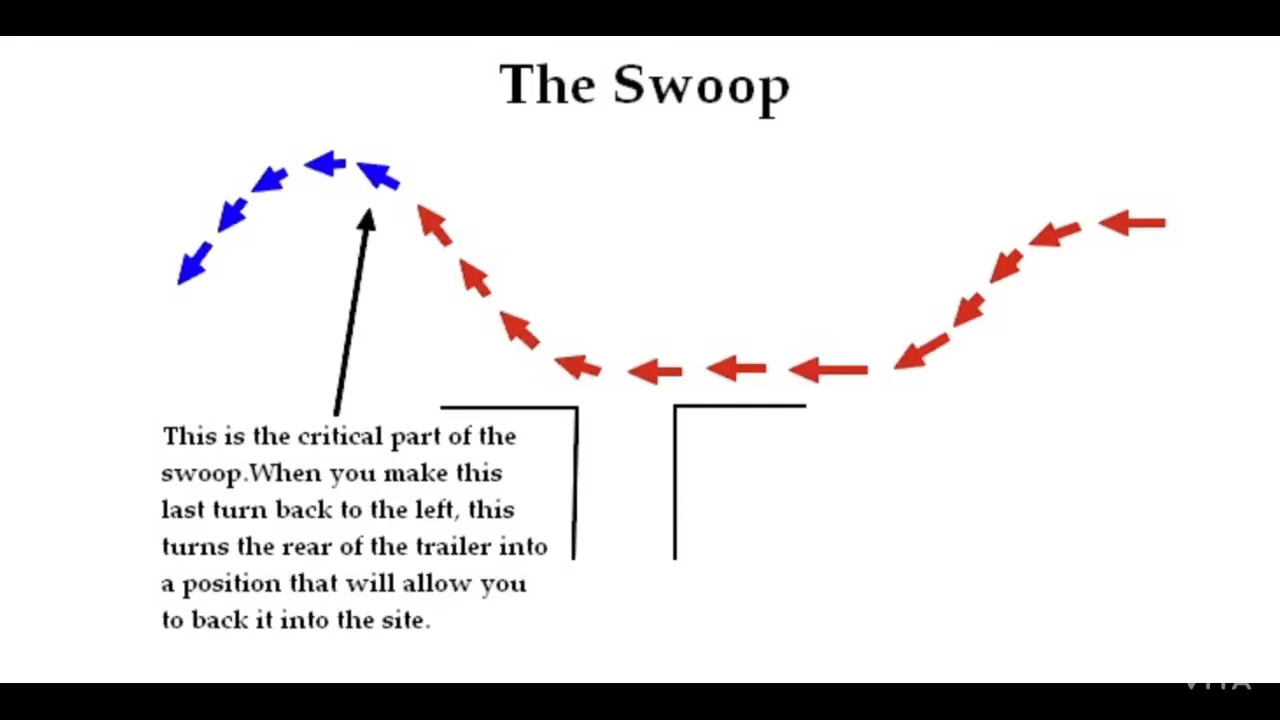 The Swoop
This is the critical part of the
swoop.When you make this
last turn back to the left, this
turns the rear of the trailer into
a position that will allow you
to back it into the site.